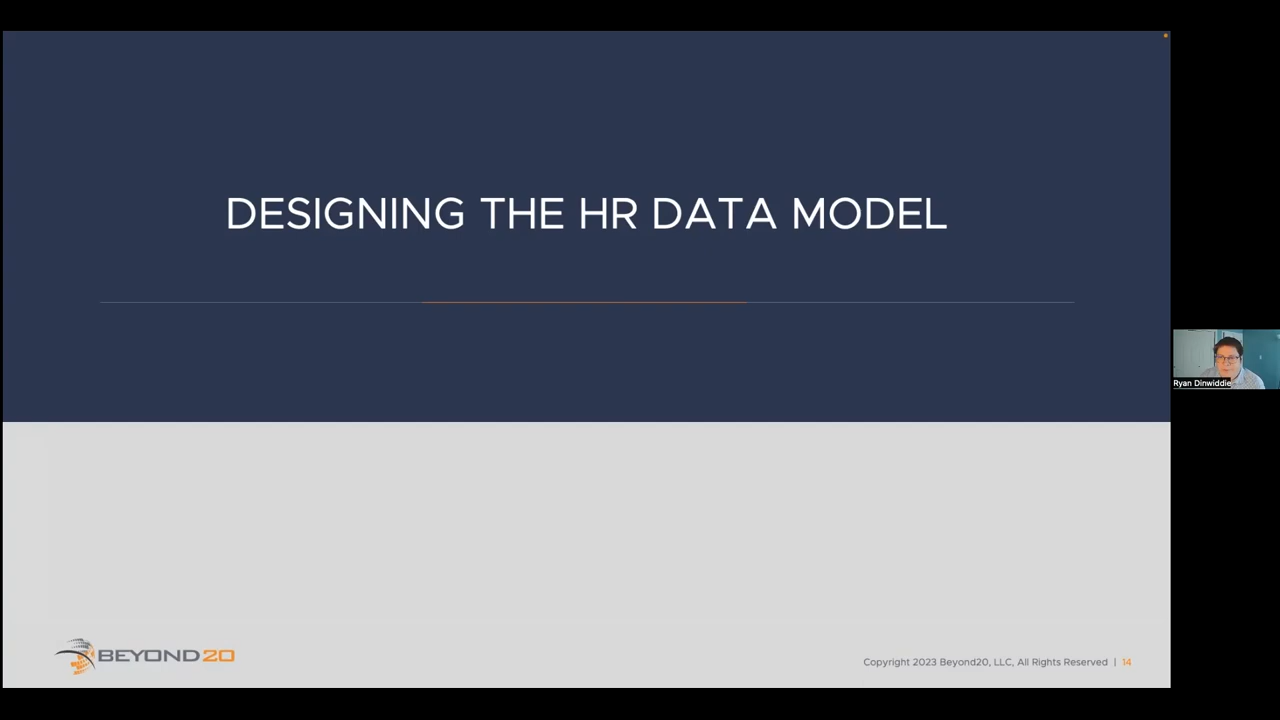 DESIGNING THE HR DATA MODEL
Ryan Dinwiddie
BEYOND20
Copyright 2023 Beyond20, LLC, All Rights Reserved | 14